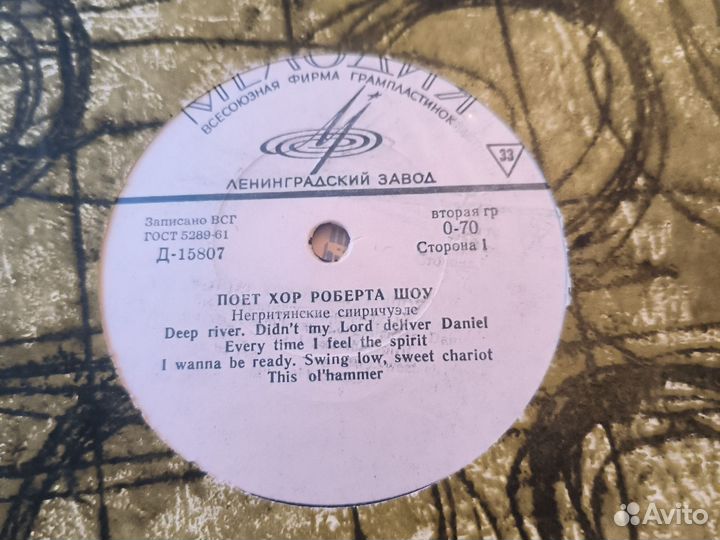 МЕЛОДИЯ
ВСЕСОЮЗНАЯ ФИРМА ГРАМПЛАСТИНОК
33
ЛЕНИНГРАДСКИЙ ЗАВОД
Записано ВСГ
ГОСТ 5289-61
Д-15807
вторая гр
0-70
Сторона 1
ПОЕТ ХОР РОБЕРТА ШОУ
Негритянские спиричуэлс
Deep river. Didn't my Lord deliver Daniel
Every time I feel the spirit
I wanna be ready. Swing low, sweet chariot
This ol'hammer
Avito